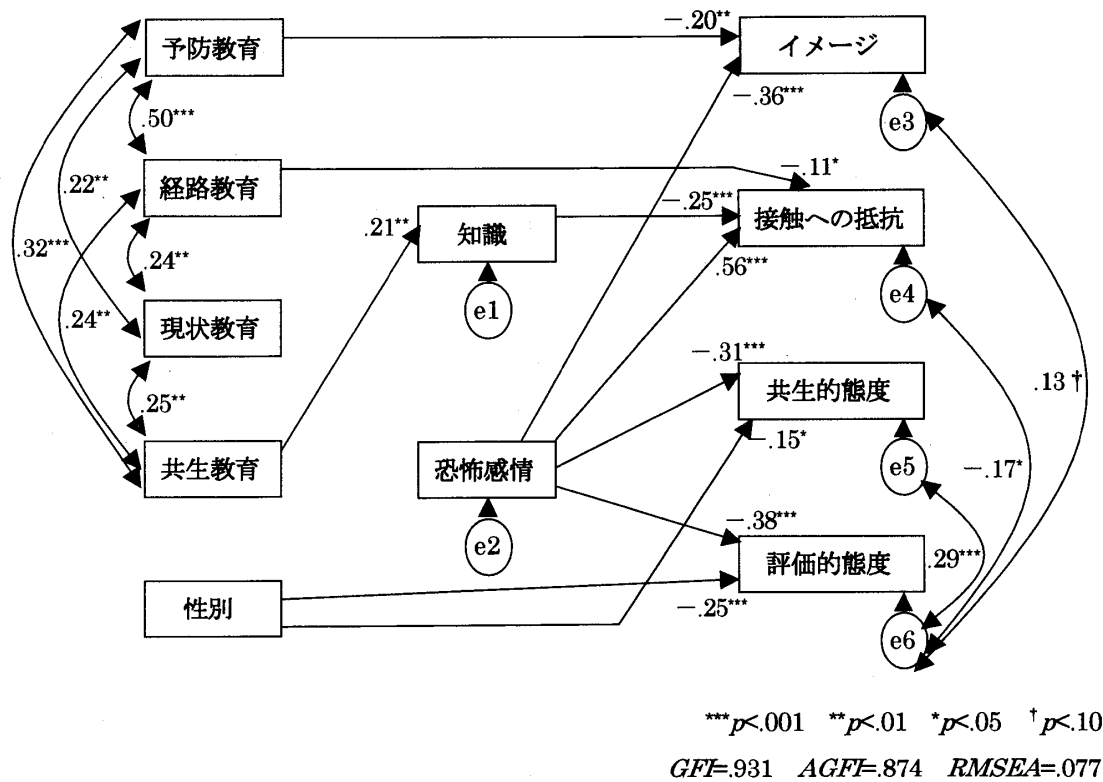 予防教育
−.20**
イメージ
−.36***
e3
.50***
経路教育
−.11*
.22**
−.25***
接触への抵抗
.21**
知識
.32***
.24**
.56***
e1
e4
.24**
現状教育
−.31***
共生的態度
.13†
.25**
−.15*
共生教育
恐怖感情
e5
−.17*
e2
−.38***
評価的態度
.29***
性別
−.25***
e6
***p<.001 **p<.01 *p<.05 †p<.10
GFI=.931 AGFI=.874 RMSEA=.077